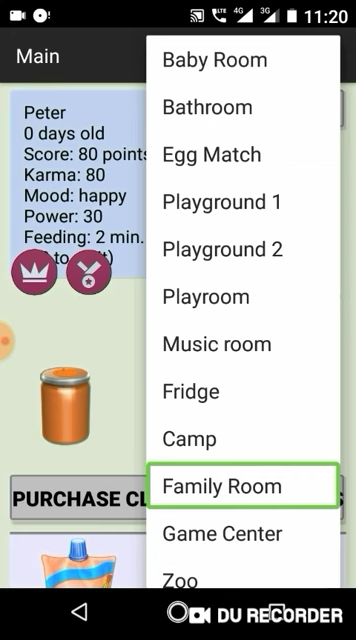 4G 3G 11:20
Main
Peter
0 days old
Score: 80 points
Karma: 80
Mood: happy
Power: 30
Feeding: 2 min.
Baby Room
Bathroom
Egg Match
Playground 1
Playground 2
Playroom
Music room
Fridge
Camp
Family Room
Game Center
Zoo
PURCHASE CL
S
DU RECORDER